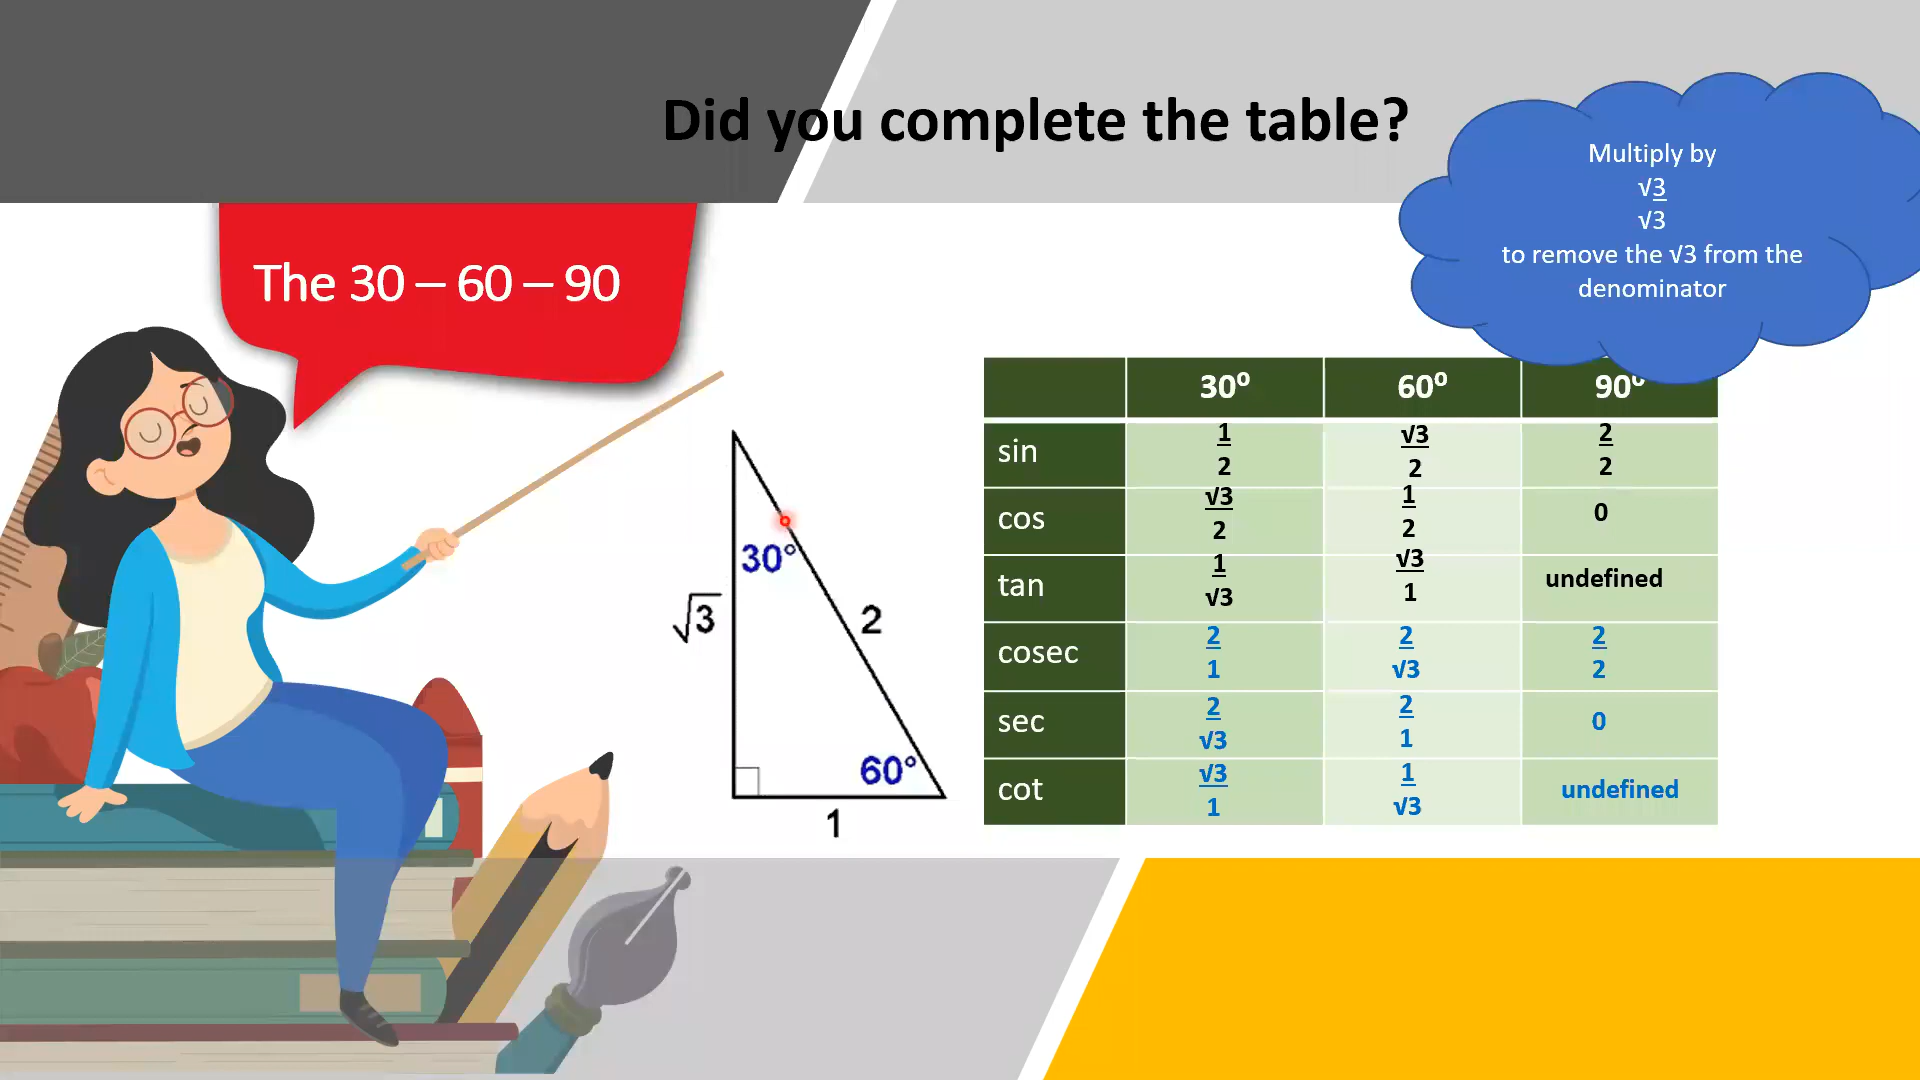 Did you complete the table?
Multiply by
√3
√3
to remove the √3 from the
denominator
The 30 – 60 – 90
30°
√3
2
60°
1
30⁰ 60⁰ 90⁰
sin 1/2 √3/2 2/2
cos √3/2 1/2 0
tan 1/√3 √3/1 undefined
cosec 2/1 2/√3 2/2
sec 2/√3 2/1 0
cot √3/1 1/√3 undefined